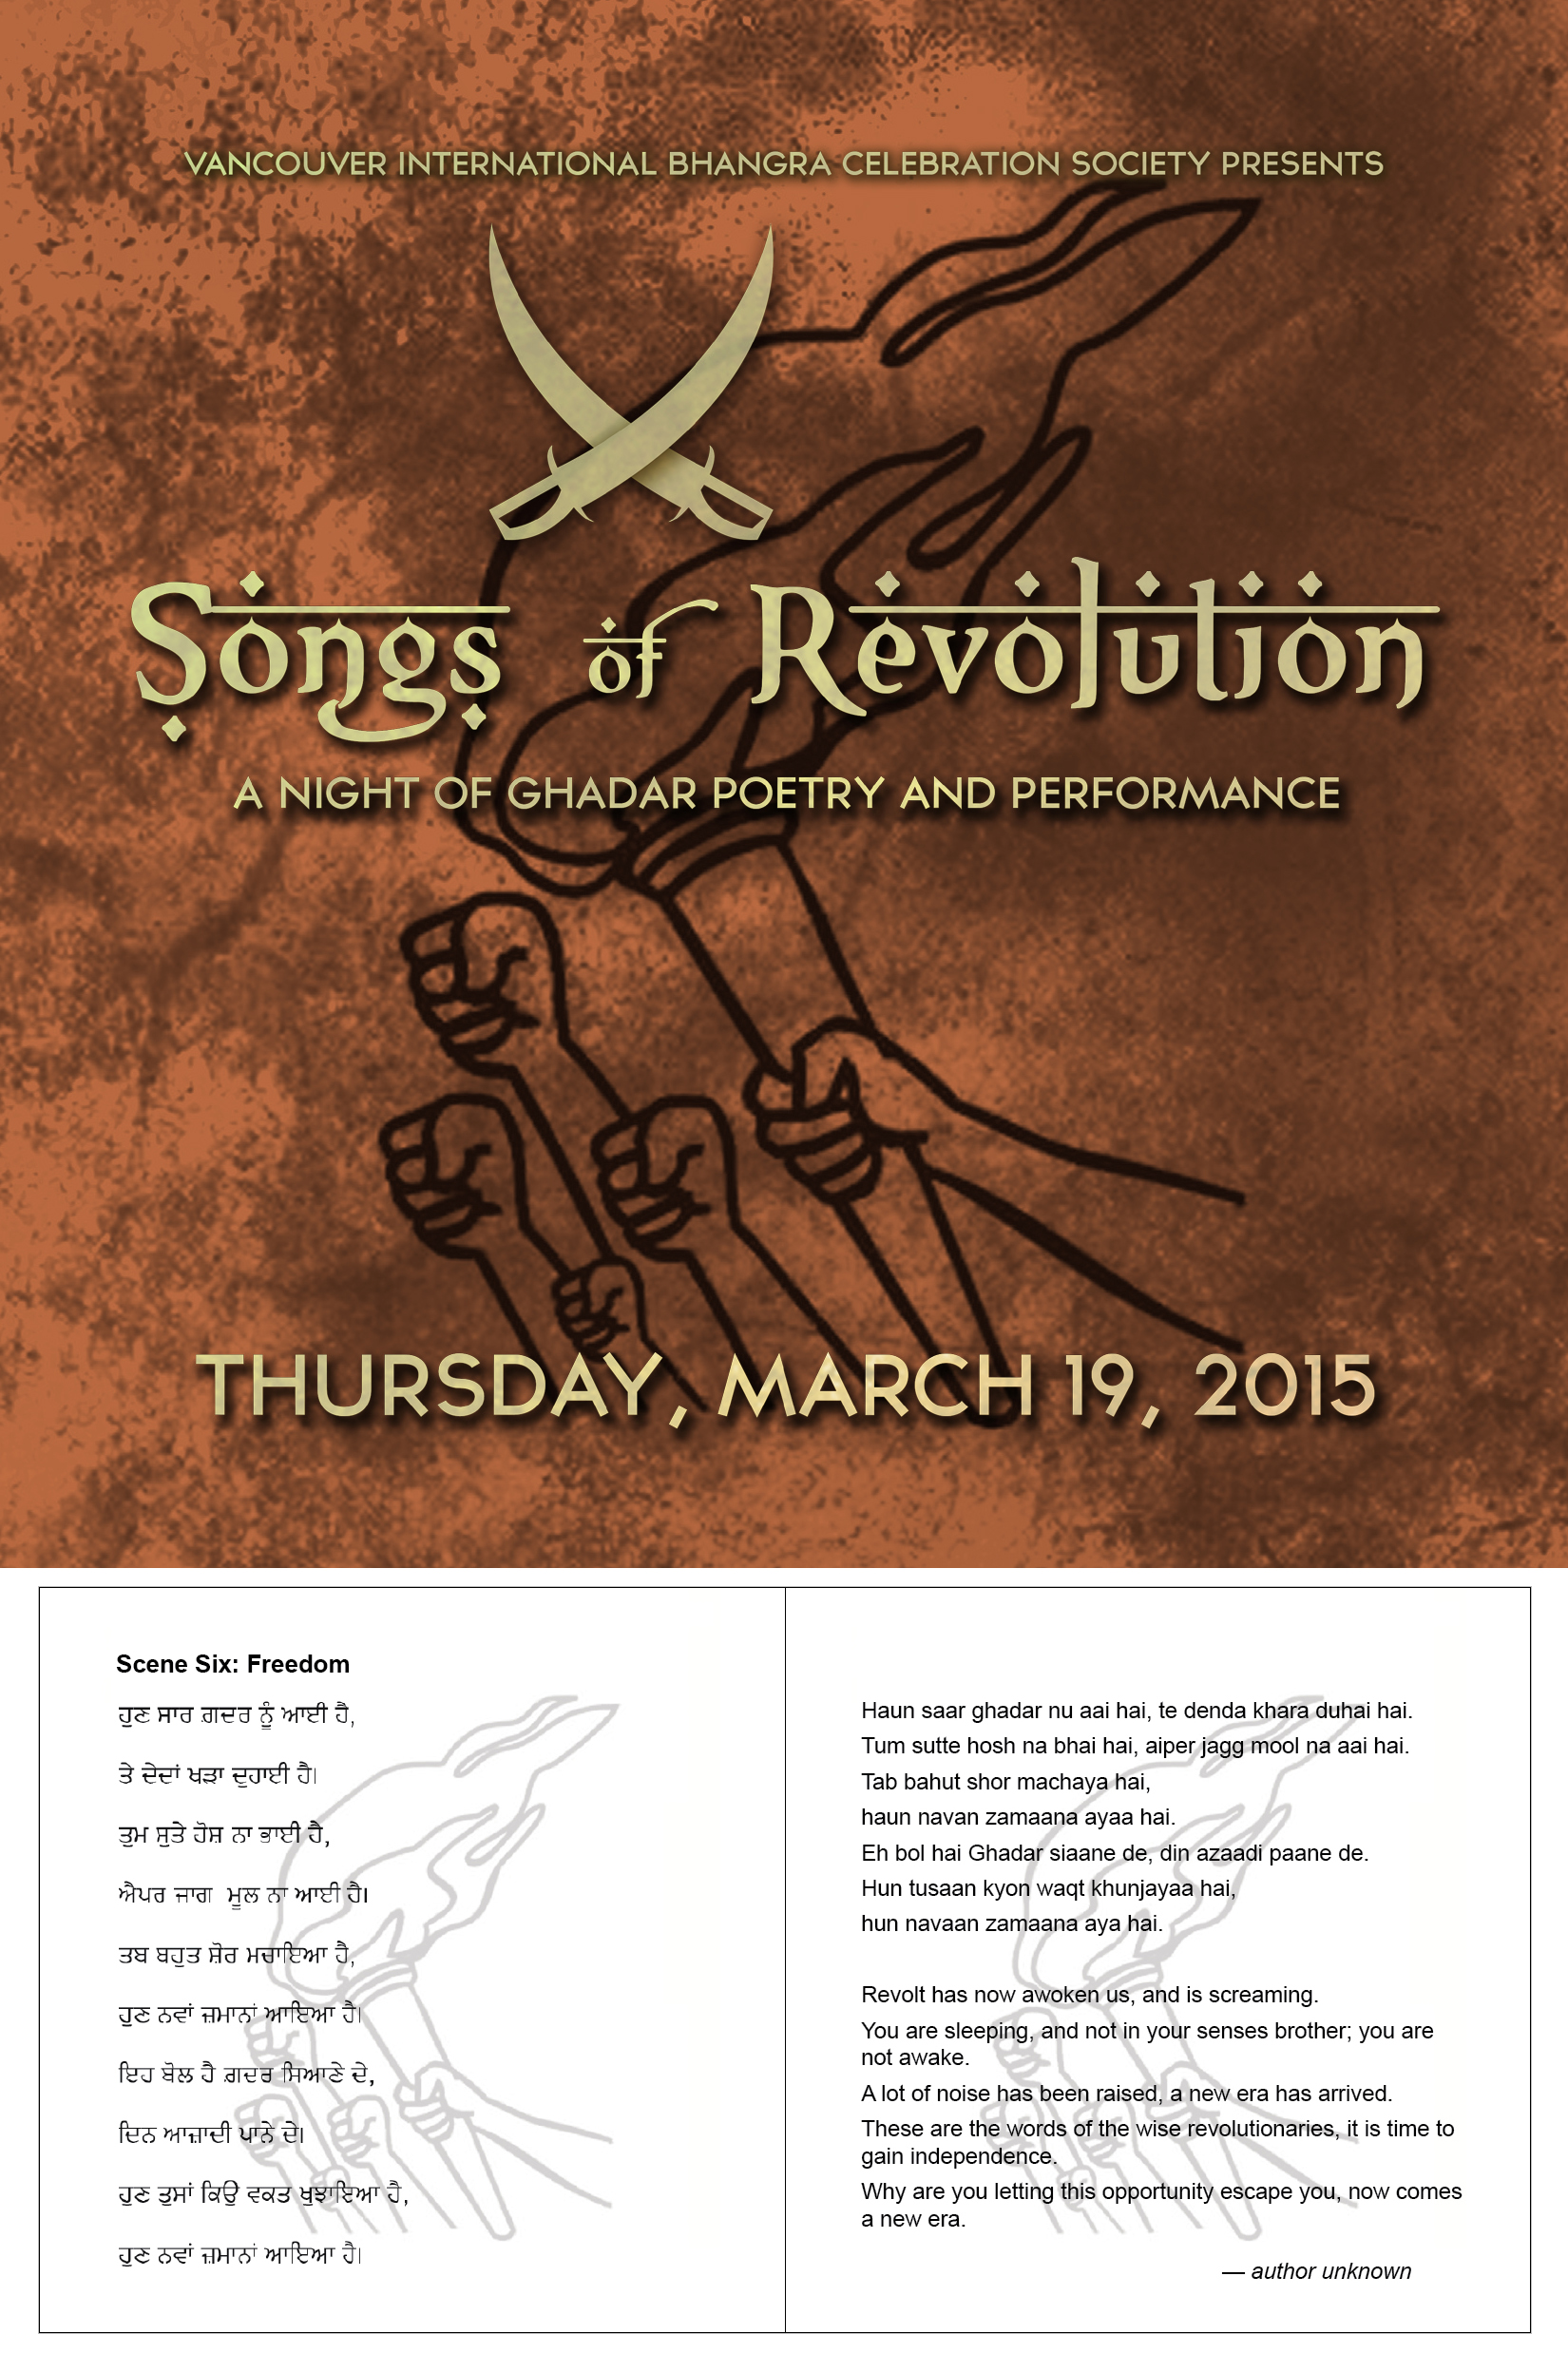 VANCOUVER INTERNATIONAL BHANGRA CELEBRATION SOCIETY PRESENTS
Songs of Revolution
A NIGHT OF GHADAR POETRY AND PERFORMANCE
THURSDAY, MARCH 19, 2015
Scene Six: Freedom
ਹੁਣ ਸਾਰ ਗ਼ਦਰ ਨੂੰ ਆਈ ਹੈ,
ਤੇ ਦੇਦਾਂ ਖੜਾ ਦੁਹਾਈ ਹੈ।
ਤੁਮ ਸੁਤੇ ਹੋਸ਼ ਨਾ ਭਾਈ ਹੈ,
ਐਪਰ ਜਾਗ ਮੂਲ ਨਾ ਆਈ ਹੈ।
ਤਬ ਬਹੁਤ ਸ਼ੋਰ ਮਚਾਇਆ ਹੈ,
ਹੁਣ ਨਵਾਂ ਜ਼ਮਾਨਾਂ ਆਇਆ ਹੈ।
ਇਹ ਬੋਲ ਹੈ ਗ਼ਦਰ ਸਿਆਣੇ ਦੇ,
ਦਿਨ ਆਜ਼ਾਦੀ ਪਾਨੇ ਦੇ।
ਹੁਣ ਤੁਸਾਂ ਕਿਉ ਵਕਤ ਖੁਝਾਇਆ ਹੈ,
ਹੁਣ ਨਵਾਂ ਜ਼ਮਾਨਾਂ ਆਇਆ ਹੈ।
Haun saar ghadar nu aai hai, te denda khara duhai hai.
Tum sutte hosh na bhai hai, aiper jagg mool na aai hai.
Tab bahut shor machaya hai,
haun navan zamaana ayaa hai.
Eh bol hai Ghadar siaane de, din azaadi paane de.
Hun tusaan kyon waqt khunjayaa hai,
hun navaan zamaana aya hai.
Revolt has now awoken us, and is screaming.
You are sleeping, and not in your senses brother; you are
not awake.
A lot of noise has been raised, a new era has arrived.
These are the words of the wise revolutionaries, it is time to
gain independence.
Why are you letting this opportunity escape you, now comes
a new era.
— author unknown